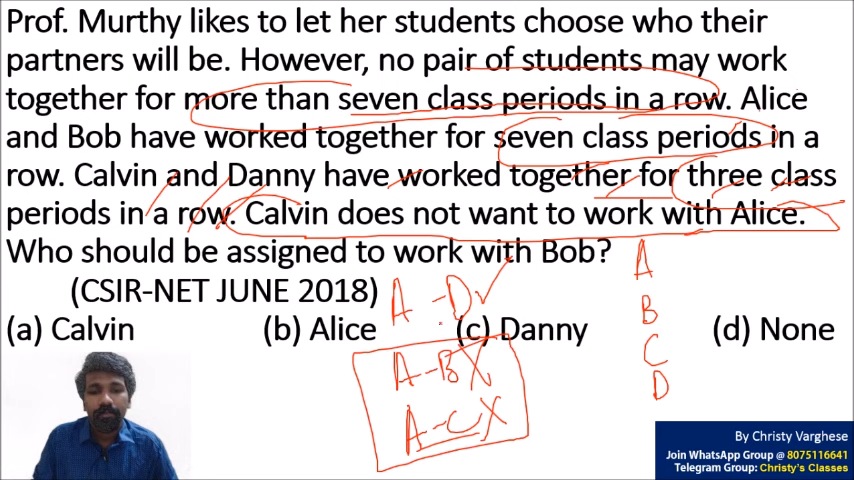 Prof. Murthy likes to let her students choose who their
partners will be. However, no pair of students may work
together for more than seven class periods in a row. Alice
and Bob have worked together for seven class periods in a
row. Calvin and Danny have worked together for three class
periods in a row. Calvin does not want to work with Alice.
Who should be assigned to work with Bob?
(CSIR-NET JUNE 2018)
(a) Calvin (b) Alice (c) Danny (d) None
A - D ✓
A - B X
A - C X
A
B
C
D
By Christy Varghese
Join WhatsApp Group @ 8075116641
Telegram Group: Christy's Classes